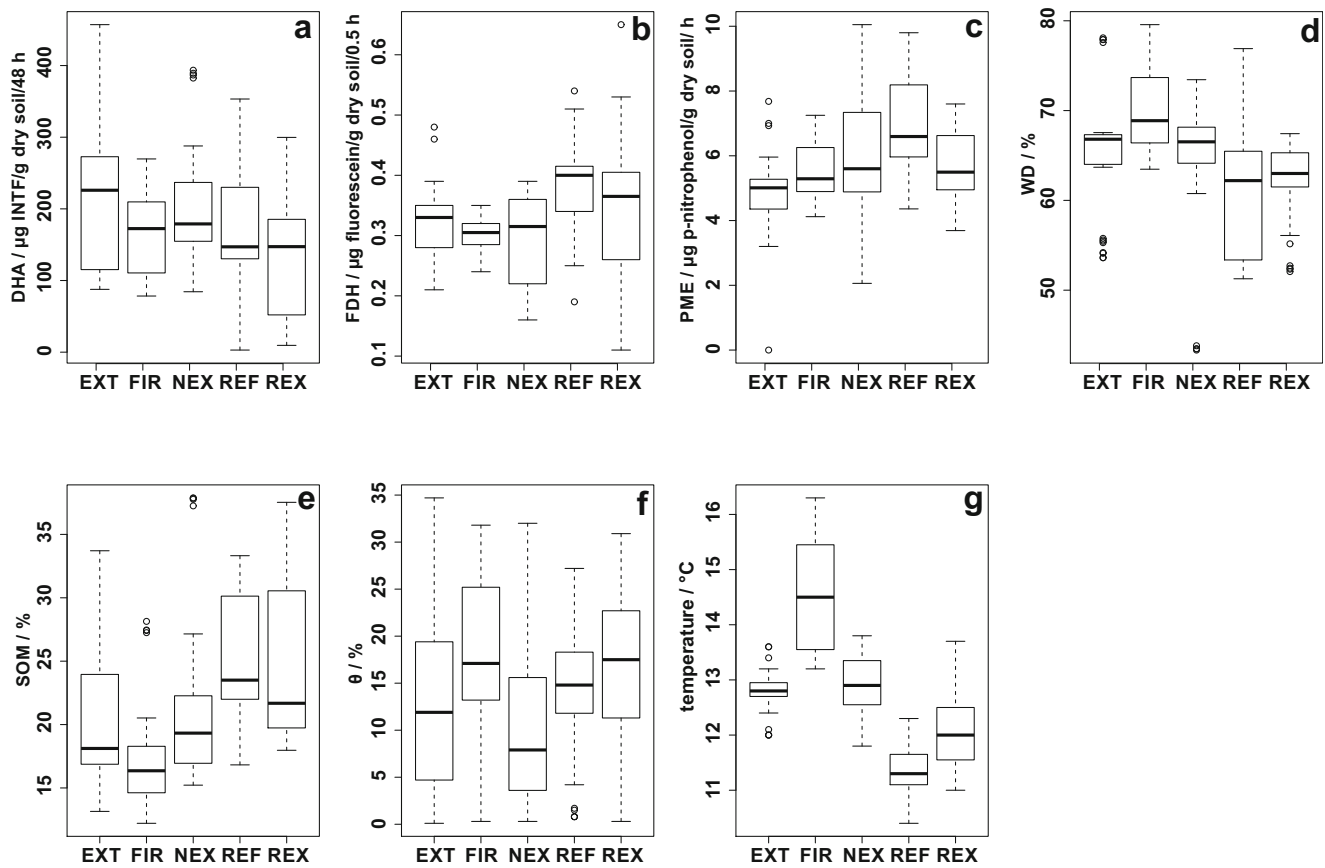 a
DHA / µg INTF/g dry soil/48 h
0 100 200 300 400
EXT FIR NEX REF REX
b
FDH / µg fluorescein/g dry soil/0.5 h
0.1 0.2 0.3 0.4 0.5 0.6
EXT FIR NEX REF REX
c
PME / µg p-nitrophenol/g dry soil/ h
0 2 4 6 8 10
EXT FIR NEX REF REX
d
WD / %
50 60 70 80
EXT FIR NEX REF REX
e
SOM / %
15 20 25 30 35
EXT FIR NEX REF REX
f
θ / %
0 5 10 15 20 25 30 35
EXT FIR NEX REF REX
g
temperature / °C
11 12 13 14 15 16
EXT FIR NEX REF REX